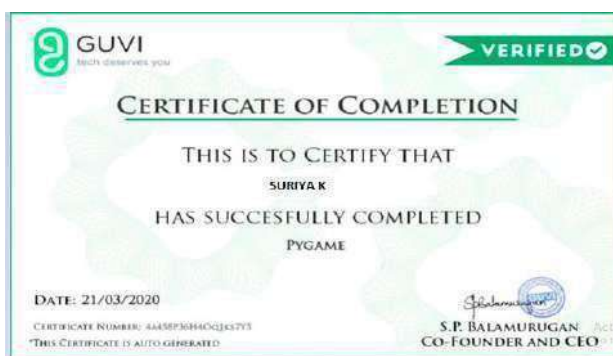 GUVI
tech deserves you
VERIFIED
CERTIFICATE OF COMPLETION
THIS IS TO CERTIFY THAT
SURIYA K
HAS SUCCESFULLY COMPLETED
PYGAME
DATE: 21/03/2020
CERTIFICATE NUMBER:
*THIS CERTIFICATE IS AUTO GENERATED
S.P. BALAMURUGAN
CO-FOUNDER AND CEO